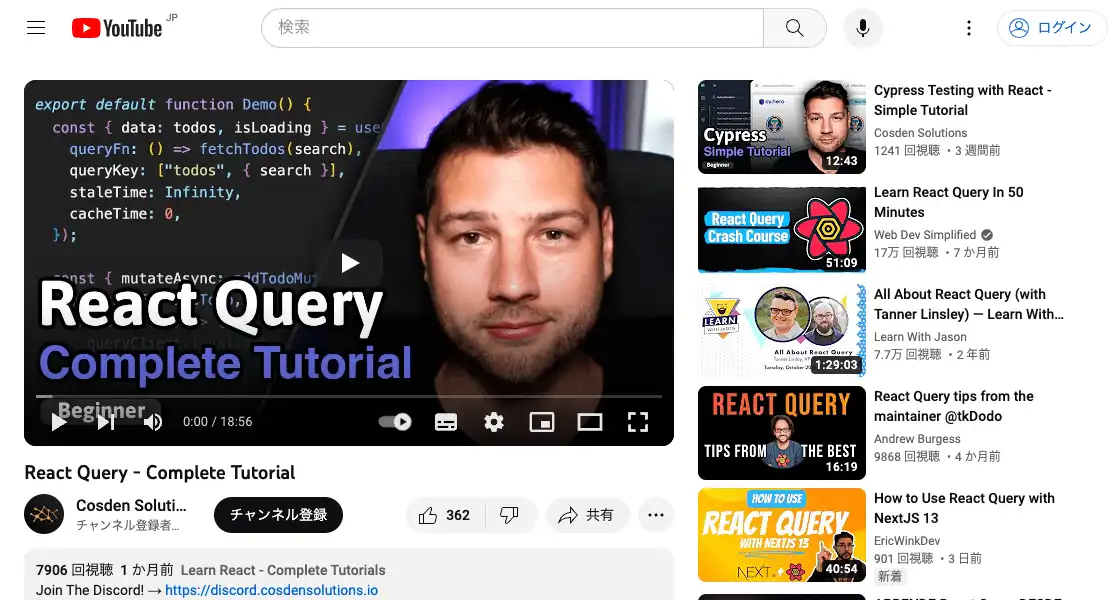 YouTube JP
検索
ログイン
export default function Demo() {
const { data: todos, isLoading } = use
queryFn: () => fetchTodos(search),
queryKey: ["todos", { search }],
staleTime: Infinity,
cacheTime: 0,
});
const { mutateAsync:
React Query
Complete Tutorial
Beginner
0:00 / 18:56
React Query - Complete Tutorial
Cosden Soluti...
チャンネル登録者...
チャンネル登録
362
共有
7906 回視聴 1 か月前 Learn React - Complete Tutorials
Join The Discord! → https://discord.cosdensolutions.io
Cypress
Simple Tutorial
Beginner
12:43
Cypress Testing with React -
Simple Tutorial
Cosden Solutions
1241 回視聴 ・3 週間前
React Query
Crash Course
51:09
Learn React Query In 50
Minutes
Web Dev Simplified
17万 回視聴 ・7 か月前
LEARN
All About React Query
1:29:03
All About React Query (with
Tanner Linsley) — Learn With...
Learn With Jason
7.7万 回視聴 ・2 年前
REACT QUERY
TIPS FROM THE BEST
16:19
React Query tips from the
maintainer @tkDodo
Andrew Burgess
9868 回視聴 ・4 か月前
HOW TO USE
REACT QUERY
WITH NEXTJS 13
NEXT
40:54
How to Use React Query with
NextJS 13
EricWinkDev
901 回視聴 ・3 日前
新着